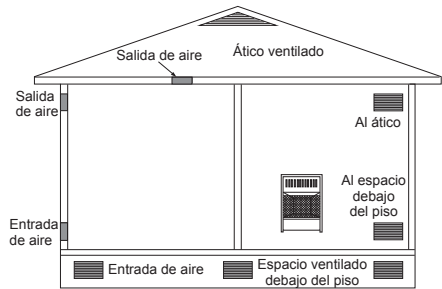 Salida de aire
Ático ventilado
Salida
de aire
Al ático
Al espacio
debajo
del piso
Entrada
de aire
Entrada de aire
Espacio ventilado
debajo del piso